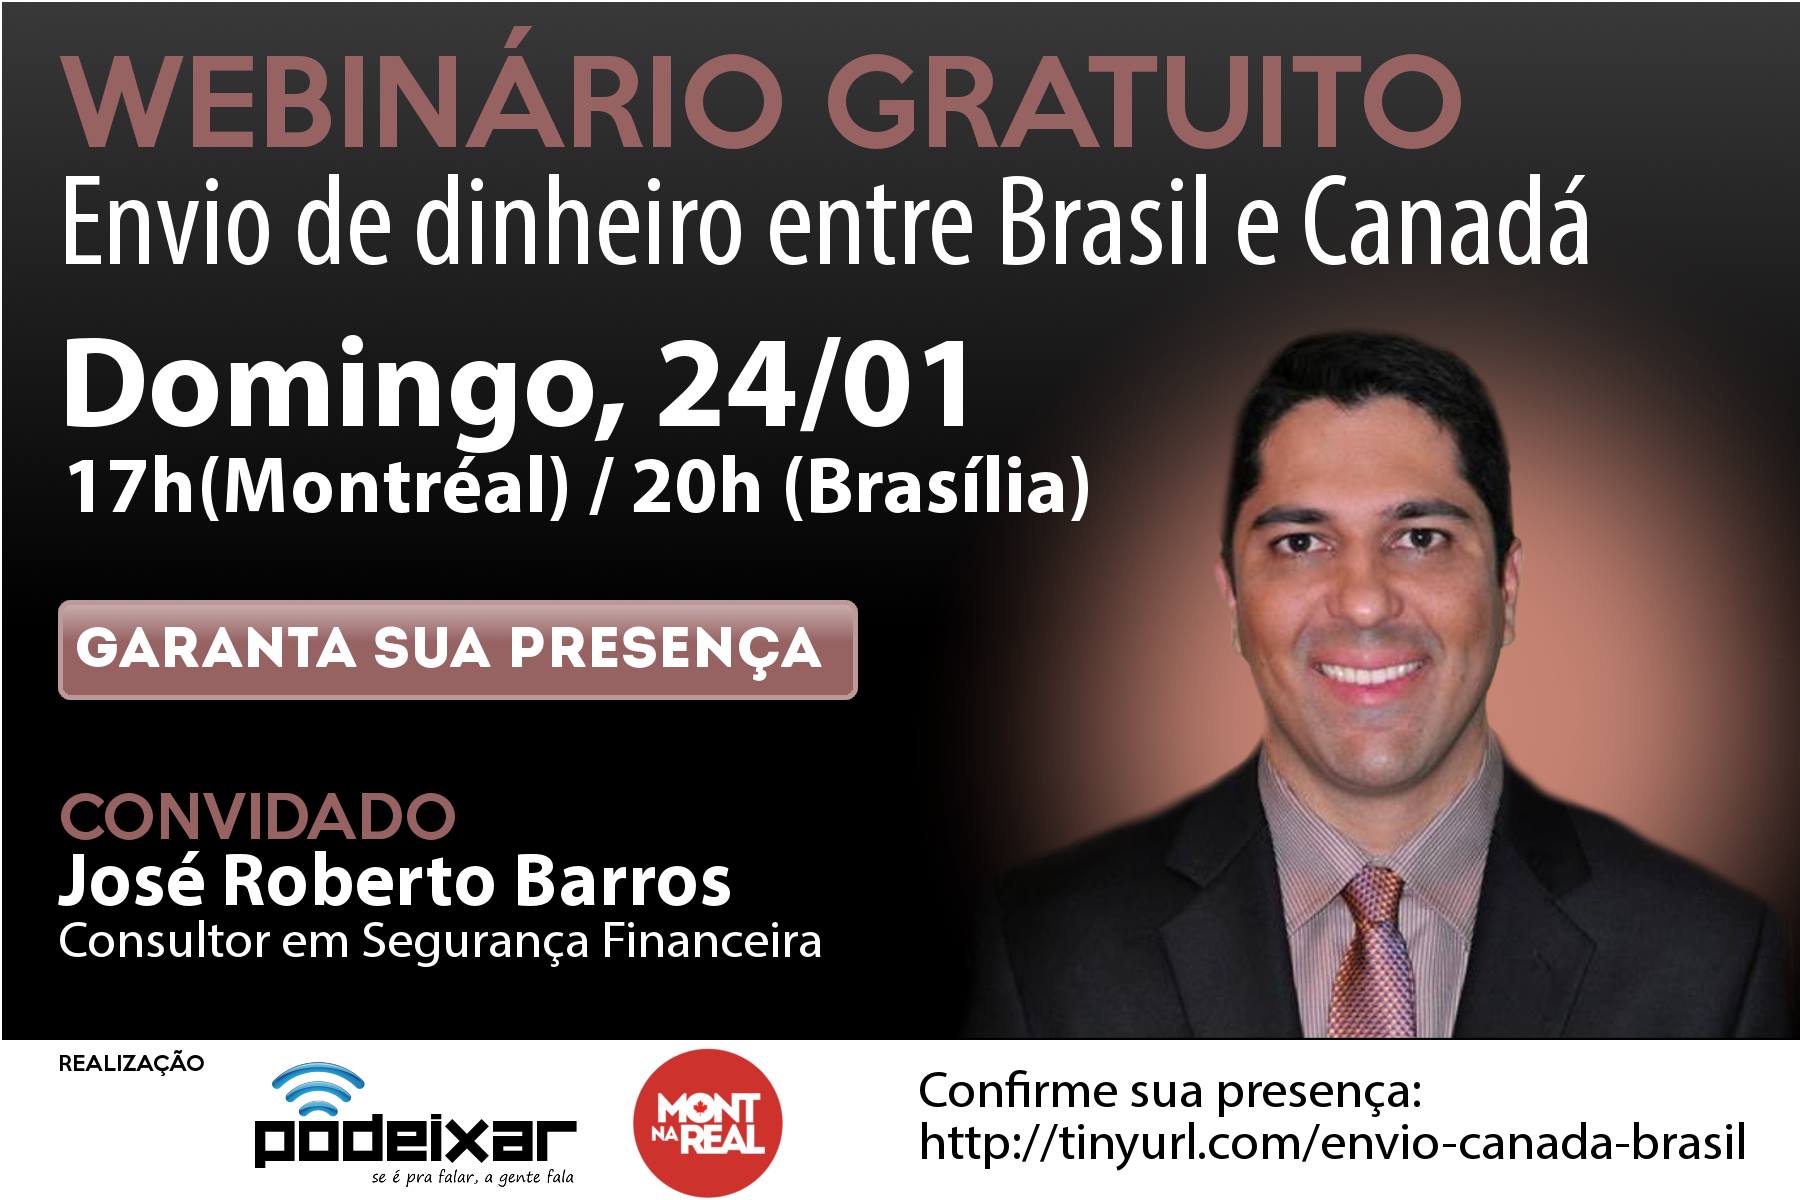 WEBINÁRIO GRATUITO
Envio de dinheiro entre Brasil e Canadá
Domingo, 24/01
17h(Montréal) / 20h (Brasília)
GARANTA SUA PRESENÇA
CONVIDADO
José Roberto Barros
Consultor em Segurança Financeira
REALIZAÇÃO
podeixar
se é pra falar, a gente fala
MONT
NA REAL
Confirme sua presença:
http://tinyurl.com/envio-canada-brasil